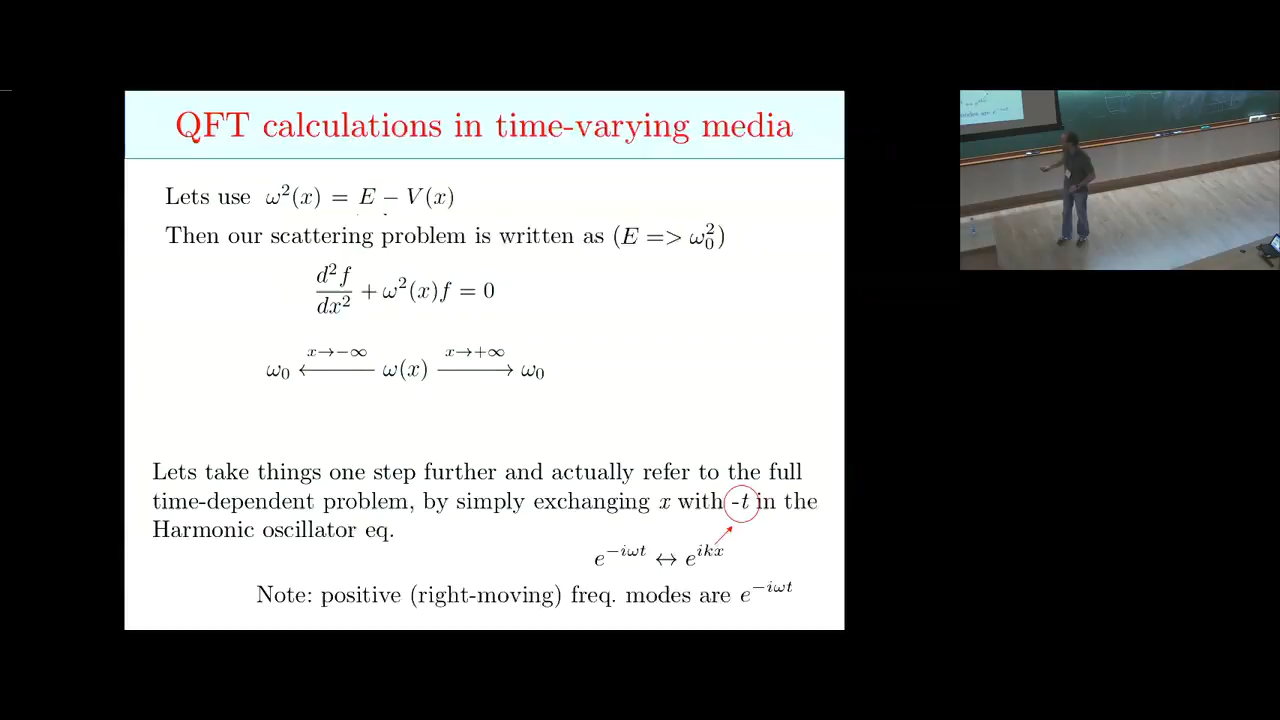 QFT calculations in time-varying media
Lets use ω²(x) = E − V(x)
Then our scattering problem is written as (E => ω₀²)
d²f/dx² + ω²(x)f = 0
x→−∞ x→+∞
ω₀ ⟵ ω(x) ⟶ ω₀
Lets take things one step further and actually refer to the full
time-dependent problem, by simply exchanging x with -t in the
Harmonic oscillator eq.
e^{−iωt} ↔ e^{ikx}
Note: positive (right-moving) freq. modes are e^{−iωt}